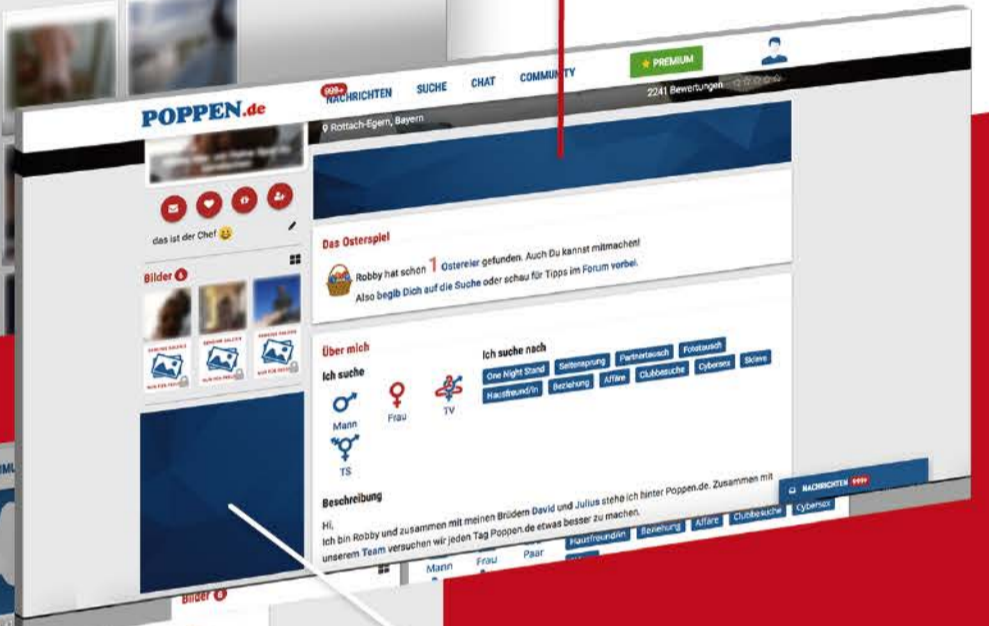 POPPEN.de
999+
NACHRICHTEN
SUCHE
CHAT
COMMUNITY
PREMIUM
Rottach-Egern, Bayern
2241 Bewertungen
das ist der Chef
Bilder 6
Das Osterspiel
Robby hat schon 1 Ostereier gefunden. Auch Du kannst mitmachen!
Also begib Dich auf die Suche oder schau für Tipps im Forum vorbei.
Über mich
Ich suche
Mann
Frau
TV
TS
Ich suche nach
One Night Stand Seitensprung Partnertausch Fototausch
Hausfreund/in Beziehung Affäre Clubbesuche Cybersex Sklave
Beschreibung
Hi,
Ich bin Robby und zusammen mit meinen Brüdern David und Julius stehe ich hinter Poppen.de. Zusammen mit
unserem Team versuchen wir jeden Tag Poppen.de etwas besser zu machen.
NACHRICHTEN 999+
Hausfreund/in Beziehung Affäre Clubbesuche Cybersex
Mann Frau Paar
Bilder